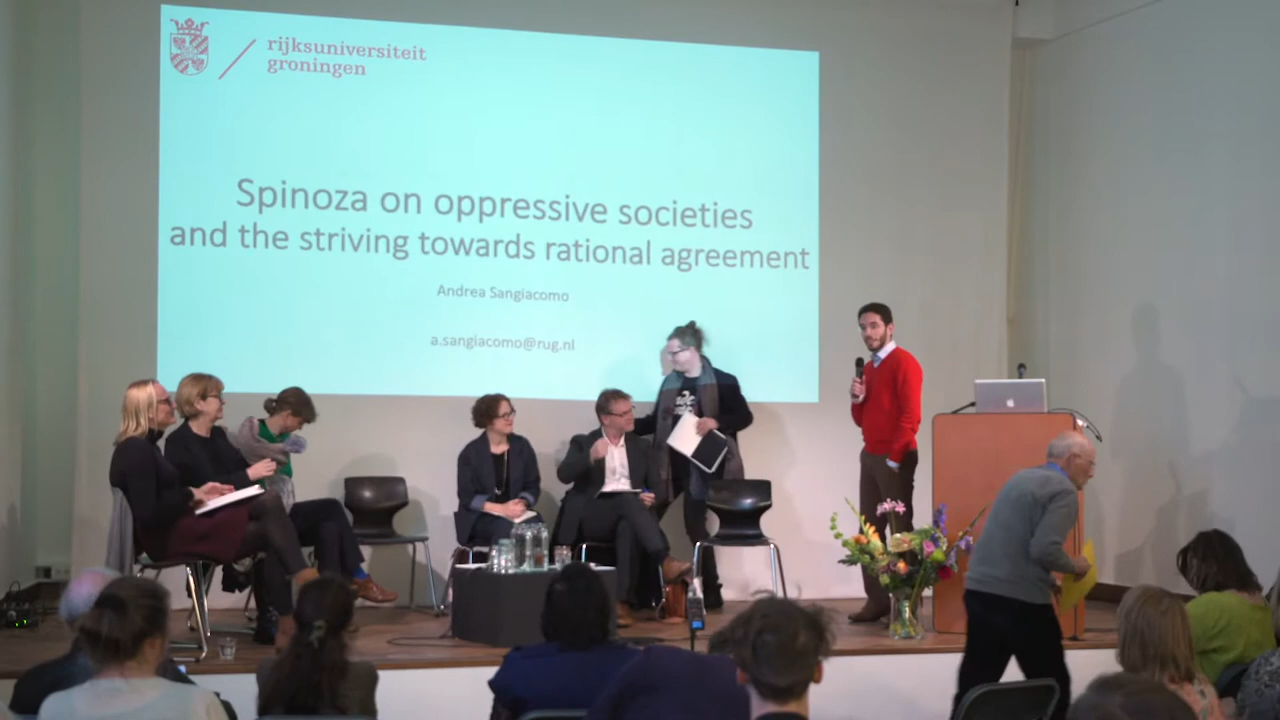 rijksuniversiteit
groningen
Spinoza on oppressive societies
and the striving towards rational agreement
Andrea Sangiacomo
a.sangiacomo@rug.nl